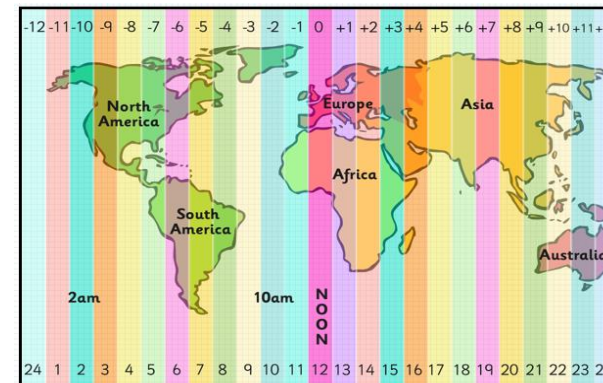 -12 -11 -10 -9 -8 -7 -6 -5 -4 -3 -2 -1 0 +1 +2 +3 +4 +5 +6 +7 +8 +9 +10 +11 +
North
America
Europe
Asia
Africa
South
America
Australia
2am
10am
NOON
24 1 2 3 4 5 6 7 8 9 10 11 12 13 14 15 16 17 18 19 20 21 22 23 2